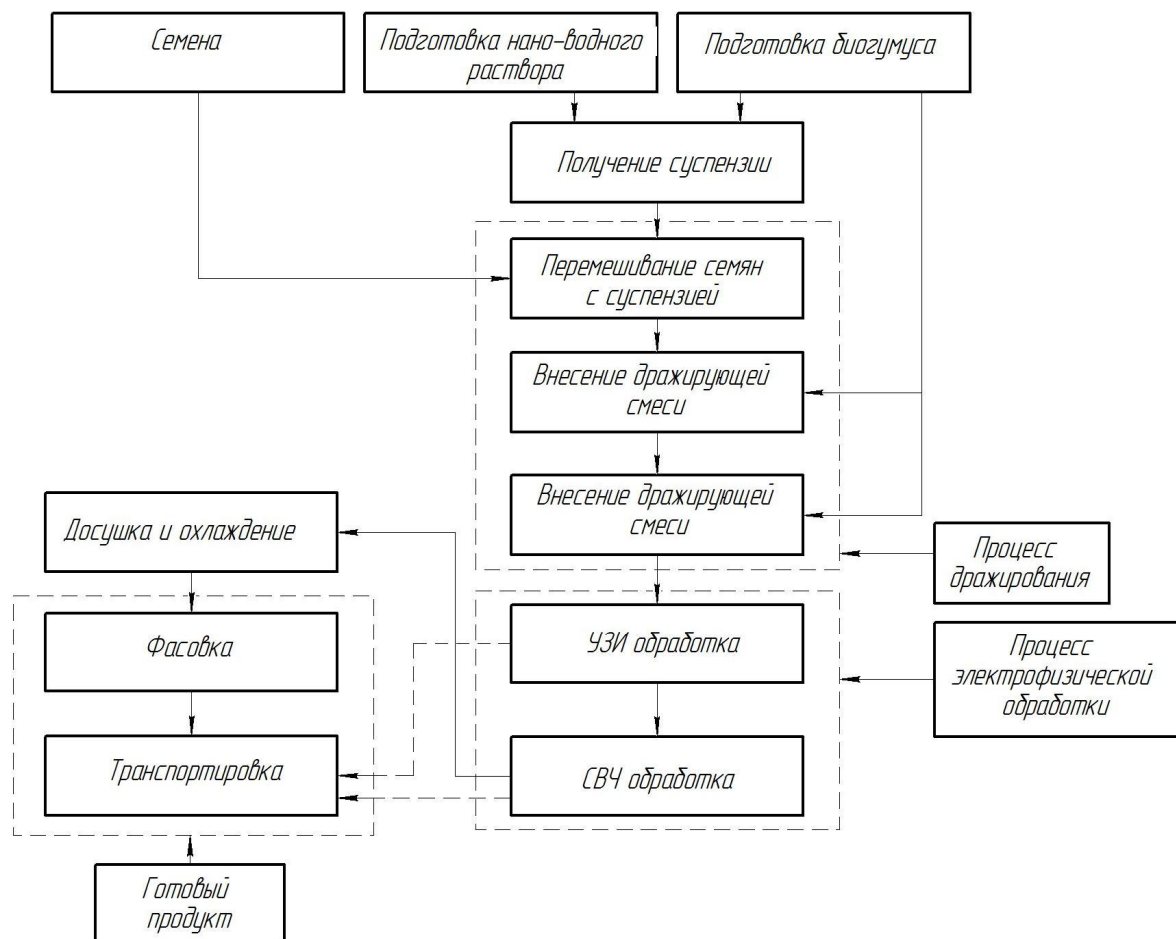 Семена
Подготовка нано-водного
раствора
Подготовка биогумуса
Получение суспензии
Перемешивание семян
с суспензией
Внесение дражирующей
смеси
Внесение дражирующей
смеси
Досушка и охлаждение
Процесс
дражирования
Фасовка
УЗИ обработка
Процесс
электрофизической
обработки
Транспортировка
СВЧ обработка
Готовый
продукт